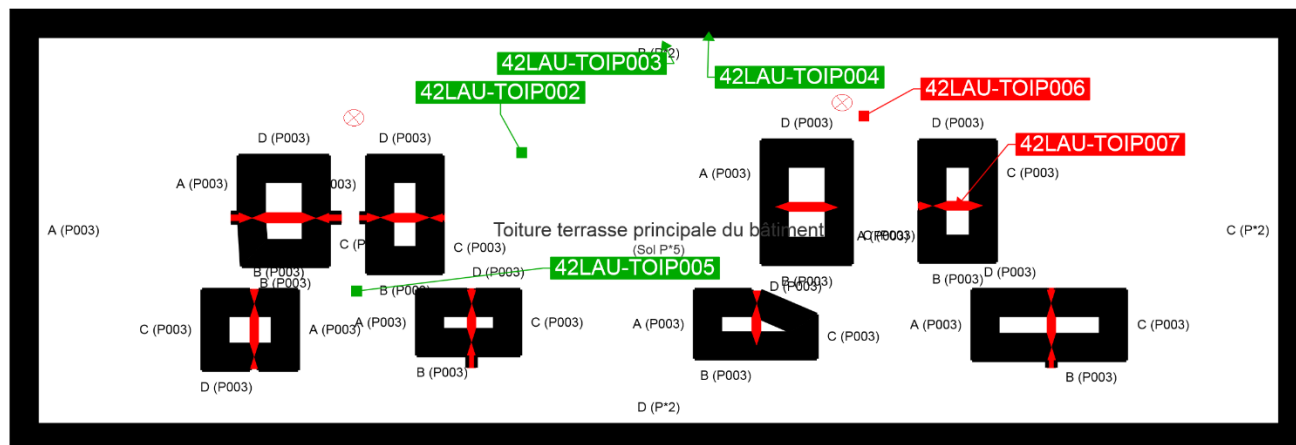 B (P*2)
42LAU-TOIP003
42LAU-TOIP004
42LAU-TOIP002
42LAU-TOIP006
D (P003)
D (P003)
D (P003)
D (P003)
42LAU-TOIP007
A (P003)
A (P003)
C (P003)
A (P003)
C (P*2)
Toiture terrasse principale du bâtiment
(Sol P*5)
C (P003)
B (P003)
B (P003)
B (P003)
B (P003)
B (P003)
42LAU-TOIP005
D (P003)
D (P003)
D (P003)
C (P003)
A (P003)
A (P003)
C (P003)
A (P003)
C (P003)
A (P003)
C (P003)
D (P003)
B (P003)
B (P003)
B (P003)
D (P*2)